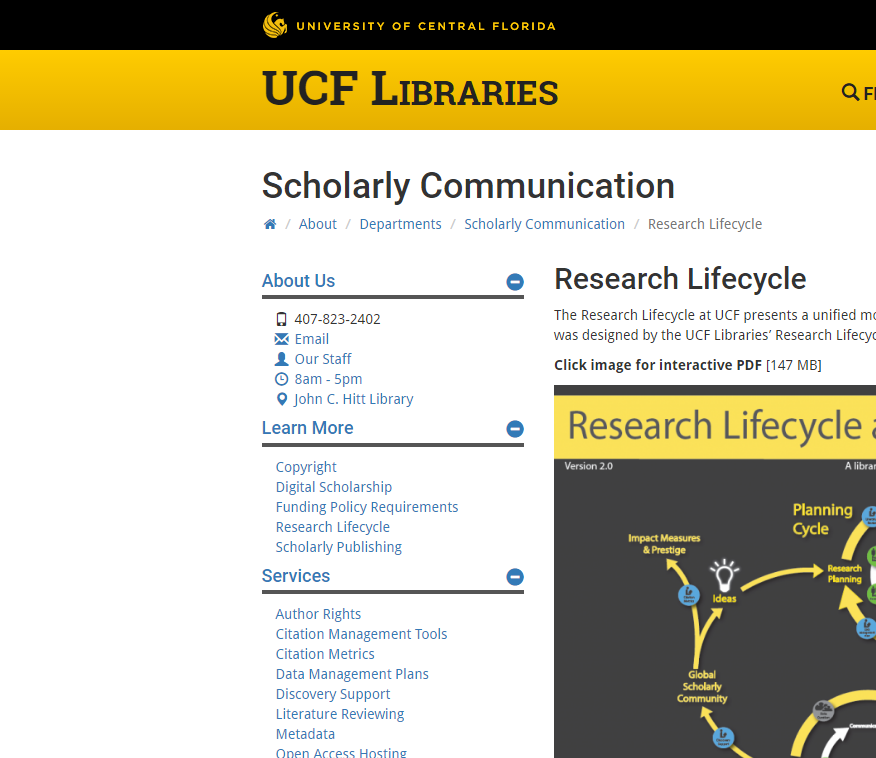 UNIVERSITY OF CENTRAL FLORIDA
UCF LIBRARIES
Scholarly Communication
/ About / Departments / Scholarly Communication / Research Lifecycle
About Us
407-823-2402
Email
Our Staff
8am - 5pm
John C. Hitt Library
Learn More
Copyright
Digital Scholarship
Funding Policy Requirements
Research Lifecycle
Scholarly Publishing
Services
Author Rights
Citation Management Tools
Citation Metrics
Data Management Plans
Discovery Support
Literature Reviewing
Metadata
Open Access Hosting
Research Lifecycle
The Research Lifecycle at UCF presents a unified
was designed by the UCF Libraries' Research
Click image for interactive PDF [147 MB]
Research Lifecycle
Version 2.0
A
Planning
Cycle
Impact Measures
& Prestige
Ideas
Research
Planning
Global
Scholarly
Community